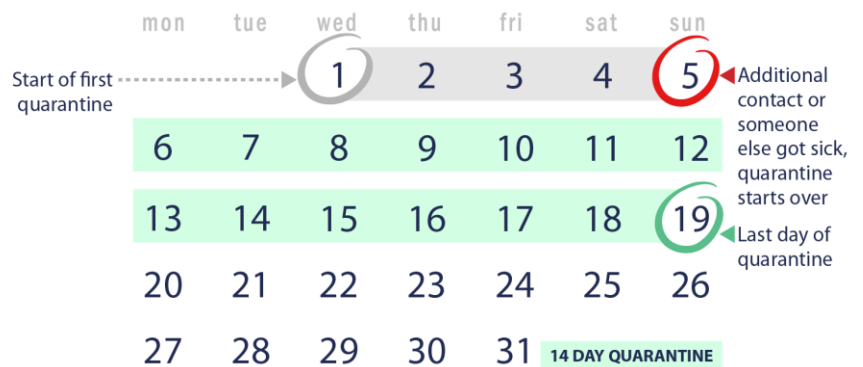 mon tue wed thu fri sat sun
Start of first
quarantine
1 2 3 4 5
Additional
contact or
someone
else got sick,
quarantine
starts over
6 7 8 9 10 11 12
13 14 15 16 17 18 19
Last day of
quarantine
20 21 22 23 24 25 26
27 28 29 30 31 14 DAY QUARANTINE